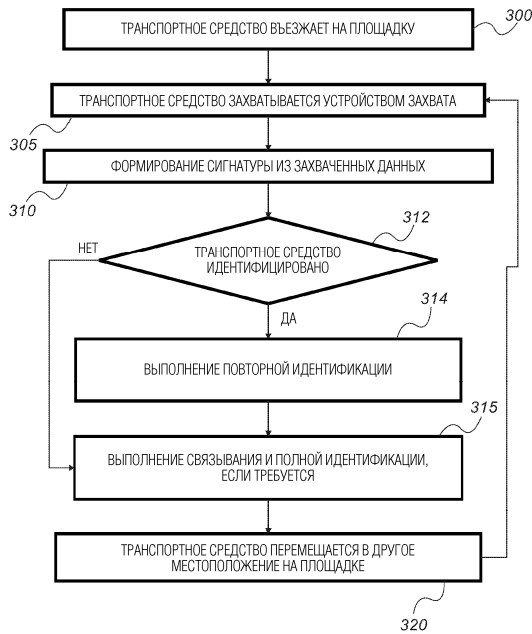 ТРАНСПОРТНОЕ СРЕДСТВО ВЪЕЗЖАЕТ НА ПЛОЩАДКУ
300
ТРАНСПОРТНОЕ СРЕДСТВО ЗАХВАТЫВАЕТСЯ УСТРОЙСТВОМ ЗАХВАТА
305
ФОРМИРОВАНИЕ СИГНАТУРЫ ИЗ ЗАХВАЧЕННЫХ ДАННЫХ
310
312
НЕТ
ТРАНСПОРТНОЕ СРЕДСТВО
ИДЕНТИФИЦИРОВАНО
ДА
314
ВЫПОЛНЕНИЕ ПОВТОРНОЙ ИДЕНТИФИКАЦИИ
315
ВЫПОЛНЕНИЕ СВЯЗЫВАНИЯ И ПОЛНОЙ ИДЕНТИФИКАЦИИ,
ЕСЛИ ТРЕБУЕТСЯ
ТРАНСПОРТНОЕ СРЕДСТВО ПЕРЕМЕЩАЕТСЯ В ДРУГОЕ
МЕСТОПОЛОЖЕНИЕ НА ПЛОЩАДКЕ
320